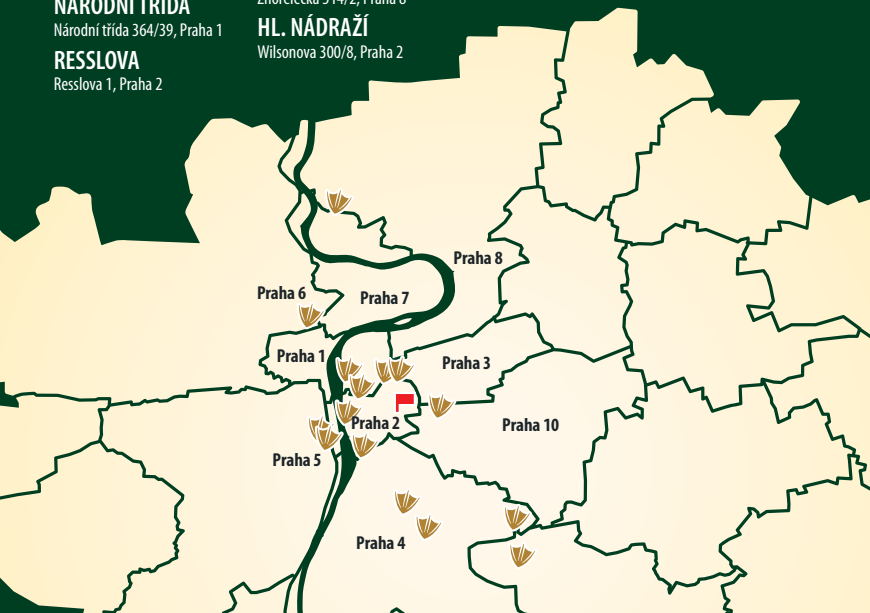 NÁRODNÍ TŘÍDA
Národní třída 364/39, Praha 1
RESSLOVA
Resslova 1, Praha 2
HL. NÁDRAŽÍ
Wilsonova 300/8, Praha 2
Praha 8
Praha 6
Praha 7
Praha 1
Praha 3
Praha 2
Praha 10
Praha 5
Praha 4